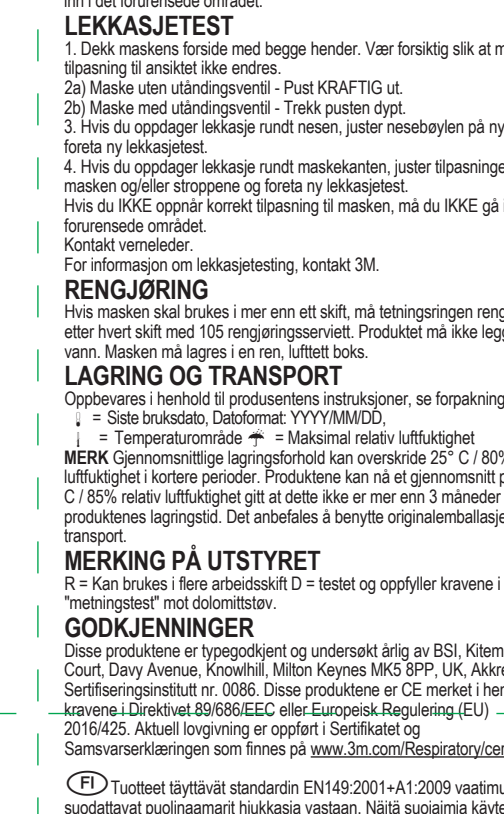 inn i det forurensede området.
LEKKASJETEST
1. Dekk maskens forside med begge hender. Vær forsiktig slik at
tilpasning til ansiktet ikke endres.
2a) Maske uten utåndingsventil - Pust KRAFTIG ut.
2b) Maske med utåndingsventil - Trekk pusten dypt.
3. Hvis du oppdager lekkasje rundt nesen, juster nesebøylen på ny
foreta ny lekkasjetest.
4. Hvis du oppdager lekkasje rundt maskekanten, juster
masken og/eller stroppene og foreta ny lekkasjetest.
Hvis du IKKE oppnår korrekt tilpasning til masken, må du IKKE gå
forurensede området.
Kontakt verneleder.
For informasjon om lekkasjetesting, kontakt 3M.
RENGJØRING
Hvis masken skal brukes i mer enn ett skift, må tetningsringen
etter hvert skift med 105 rengjøringsserviett. Produktet må ikke
vann. Masken må lagres i en ren, lufttett boks.
LAGRING OG TRANSPORT
Oppbevares i henhold til produsentens instruksjoner, se forpakning
= Siste bruksdato, Datoformat: YYYY/MM/DD,
= Temperaturområde = Maksimal relativ luftfuktighet
MERK Gjennomsnittlige lagringsforhold kan overskride 25° C / 80%
luftfuktighet i kortere perioder. Produktene kan nå et gjennomsnitt
C / 85% relativ luftfuktighet gitt at dette ikke er mer enn 3 måneder
produktenes lagringstid. Det anbefales å benytte originalemballasje
transport.
MERKING PÅ UTSTYRET
R = Kan brukes i flere arbeidsskift D = testet og oppfyller kravene i
"metningstest" mot dolomittstøv.
GODKJENNINGER
Disse produktene er typegodkjent og undersøkt årlig av BSI,
Court, Davy Avenue, Knowlhill, Milton Keynes MK5 8PP, UK,
Sertifiseringsinstitutt nr. 0086. Disse produktene er CE merket i
kravene i Direktivet 89/686/EEC eller Europeisk Regulering (EU)
2016/425. Aktuell lovgivning er oppført i Sertifikatet og
Samsvarserklæringen som finnes på www.3m.com/Respiratory/
FI Tuotteet täyttävät standardin EN149:2001+A1:2009
suodattavat puolinaamarit hiukkasia vastaan. Näitä suojaimia